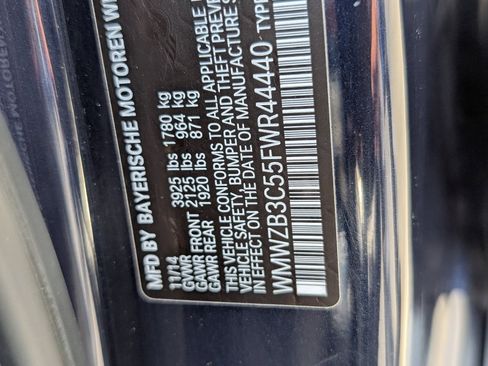 MFD BY BAYERISCHE MOTOREN
11/14
GVWR 3925 lbs 1780 kg
GAWR FRONT 2125 lbs 964 kg
GAWR REAR 1920 lbs 871 kg
THIS VEHICLE CONFORMS TO ALL APPLICABLE
VEHICLE SAFETY, BUMPER AND THEFT
IN EFFECT ON THE DATE OF MANUFACTURE
WMWZB3C55FWR44440 TYPE